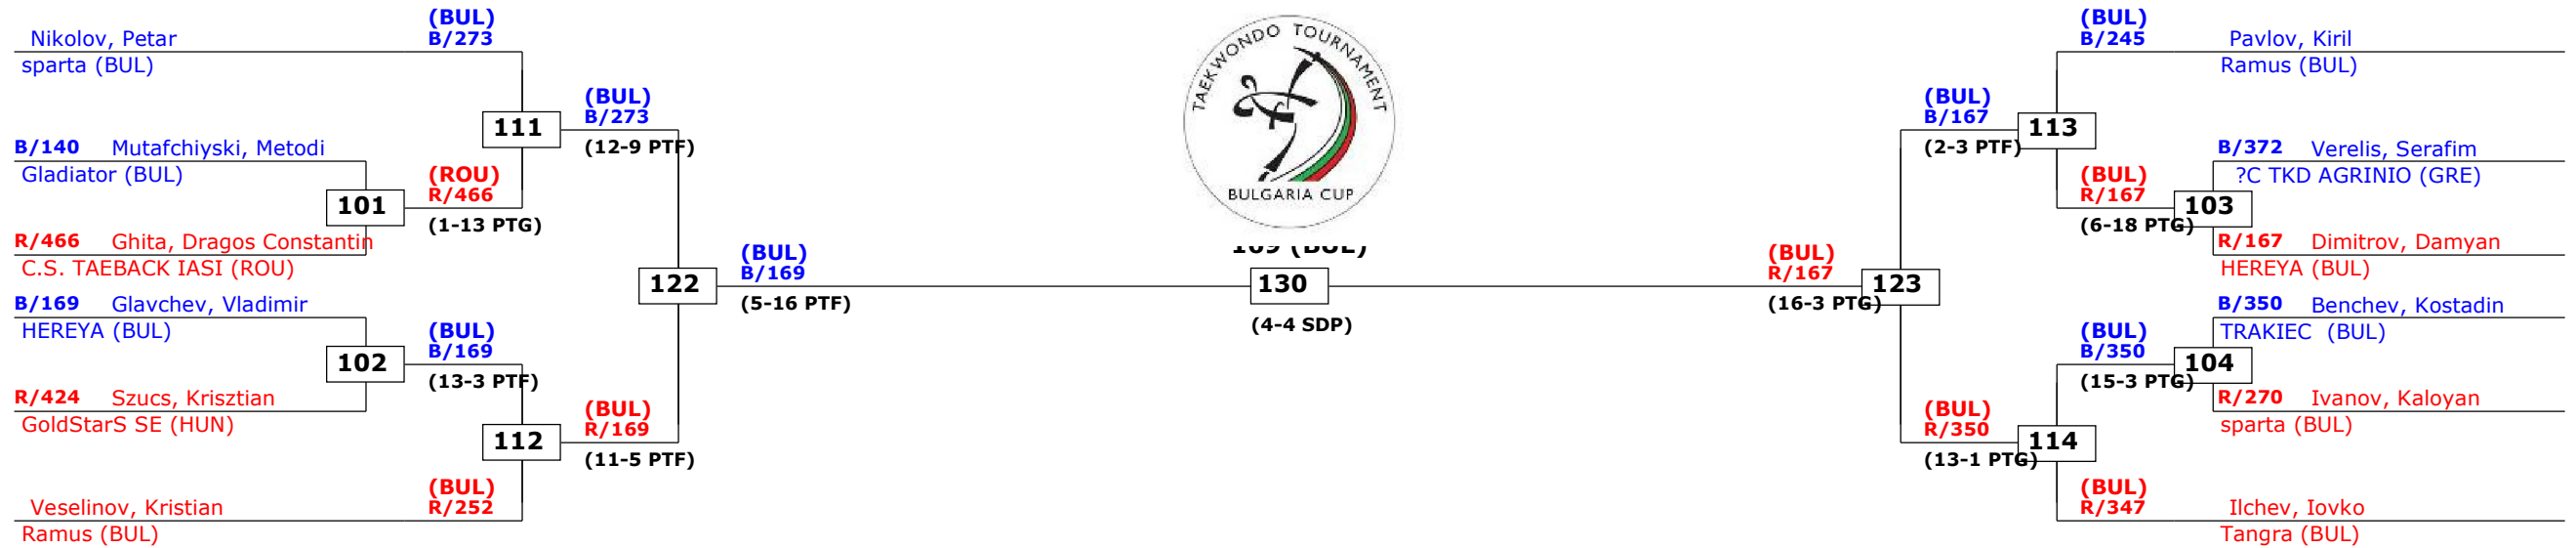 (BUL)
Nikolov, Petar B/273
sparta (BUL)
(BUL)
B/273
111
(12-9 PTF)
B/140 Mutafchiyski, Metodi
Gladiator (BUL)
(ROU)
R/466
101
(1-13 PTG)
R/466 Ghita, Dragos Constantin
C.S. TAEBACK IASI (ROU)
(BUL)
B/169
122
(5-16 PTF)
B/169 Glavchev, Vladimir
HEREYA (BUL)
(BUL)
B/169
102
(13-3 PTF)
R/424 Szucs, Krisztian
GoldStarS SE (HUN)
(BUL)
R/169
112
(11-5 PTF)
(BUL)
Veselinov, Kristian R/252
Ramus (BUL)
TAEKWONDO TOURNAMENT
BULGARIA CUP
169 (BUL)
130
(4-4 SDP)
(BUL)
B/245 Pavlov, Kiril
Ramus (BUL)
(BUL)
B/167
113
(2-3 PTF)
B/372 Verelis, Serafim
?C TKD AGRINIO (GRE)
(BUL)
R/167
103
(6-18 PTG)
R/167 Dimitrov, Damyan
HEREYA (BUL)
(BUL)
R/167
123
(16-3 PTG)
B/350 Benchev, Kostadin
TRAKIEC (BUL)
(BUL)
B/350
104
(15-3 PTG)
R/270 Ivanov, Kaloyan
sparta (BUL)
(BUL)
R/350
114
(13-1 PTG)
(BUL)
R/347 Ilchev, Iovko
Tangra (BUL)